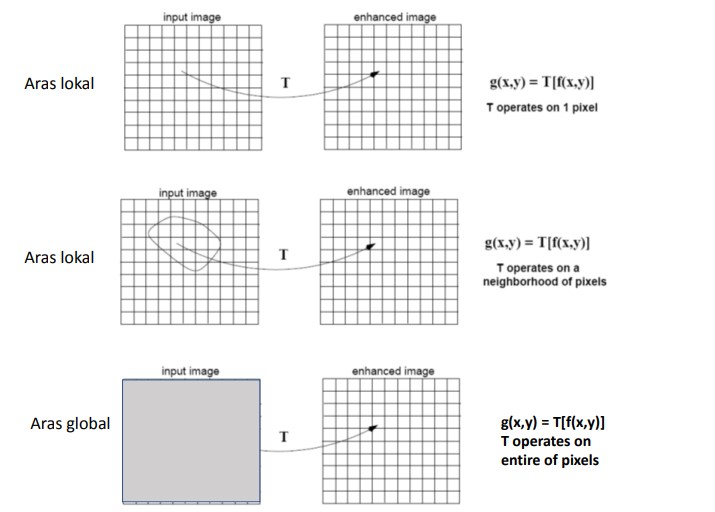 input image
enhanced image
Aras lokal
T
g(x,y) = T[f(x,y)]
T operates on 1 pixel
input image
enhanced image
Aras lokal
T
g(x,y) = T[f(x,y)]
T operates on a
neighborhood of pixels
input image
enhanced image
Aras global
T
g(x,y) = T[f(x,y)]
T operates on
entire of pixels